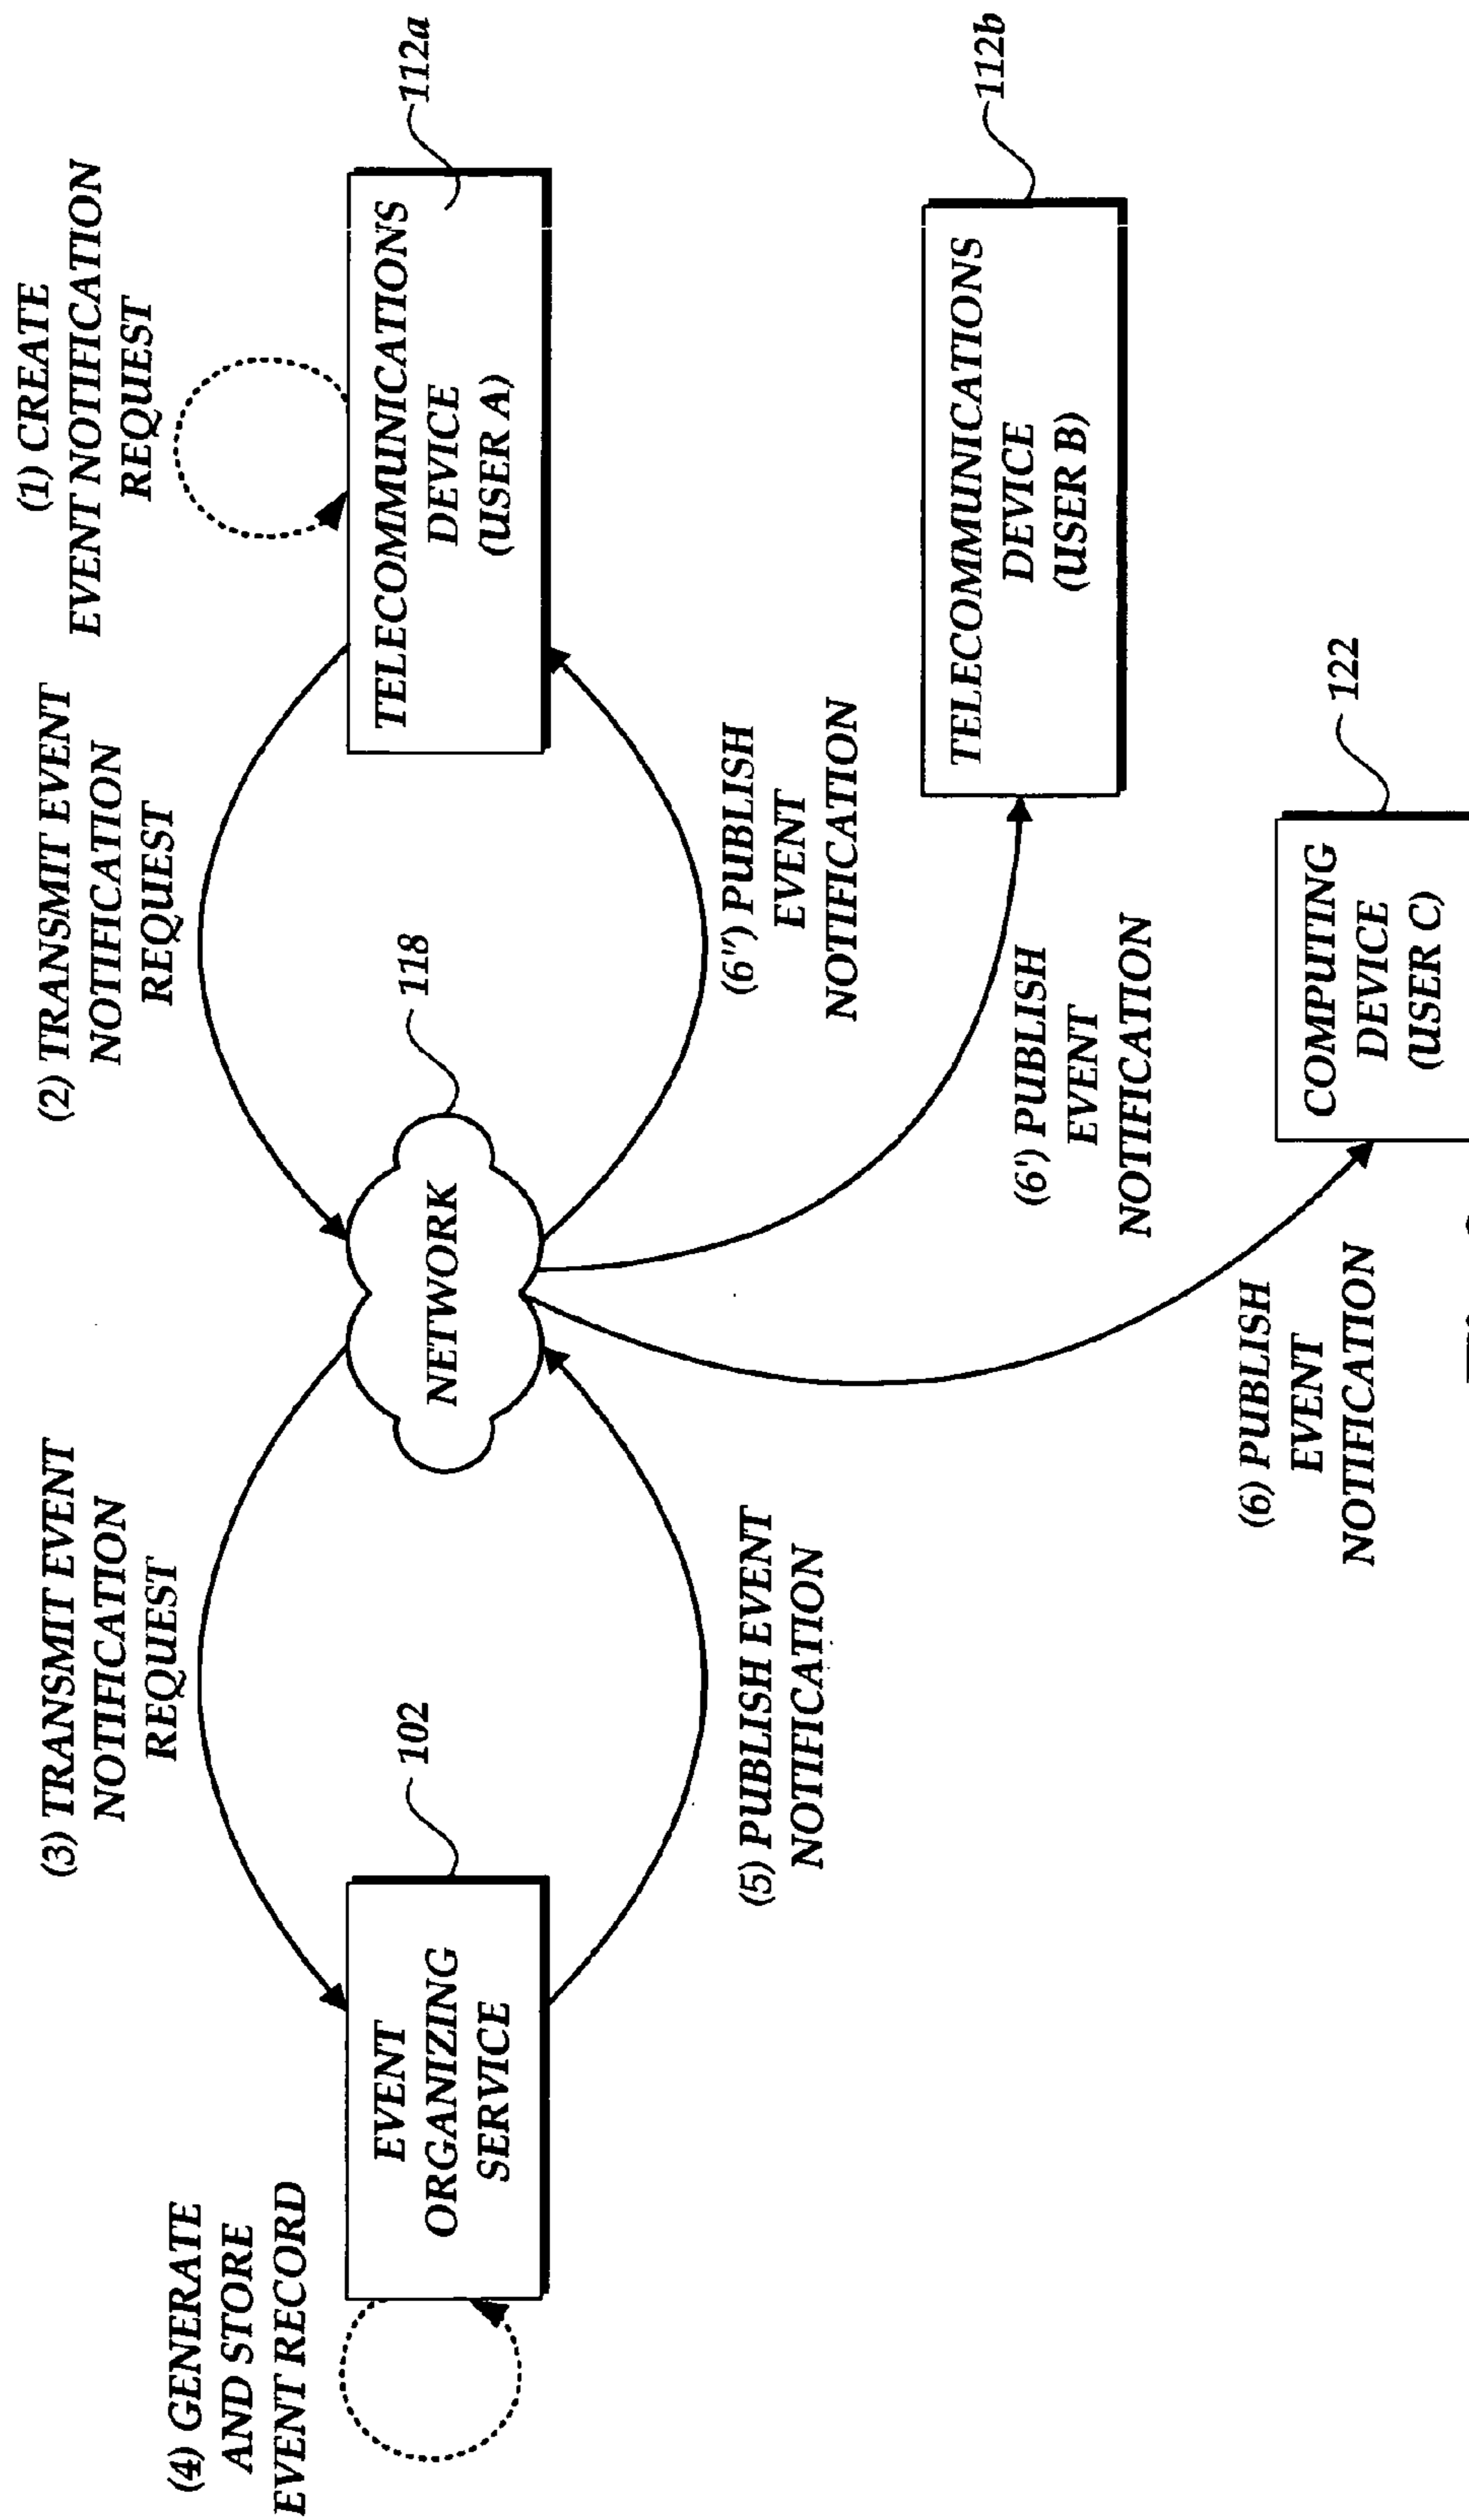 (1) CREATE
EVENT NOTIFICATION
REQUEST
(2) TRANSMIT EVENT
NOTIFICATION
REQUEST
(3) TRANSMIT EVENT
NOTIFICATION
REQUEST
(4) GENERATE
AND STORE
EVENT RECORD
EVENT
ORGANIZING
SERVICE
102
NETWORK
118
TELECOMMUNICATIONS
DEVICE
(USER A)
112a
(5) PUBLISH EVENT
NOTIFICATION
(6'') PUBLISH
EVENT
NOTIFICATION
TELECOMMUNICATIONS
DEVICE
(USER B)
112b
(6') PUBLISH
EVENT
NOTIFICATION
(6) PUBLISH
EVENT
NOTIFICATION
COMPUTING
DEVICE
(USER C)
122